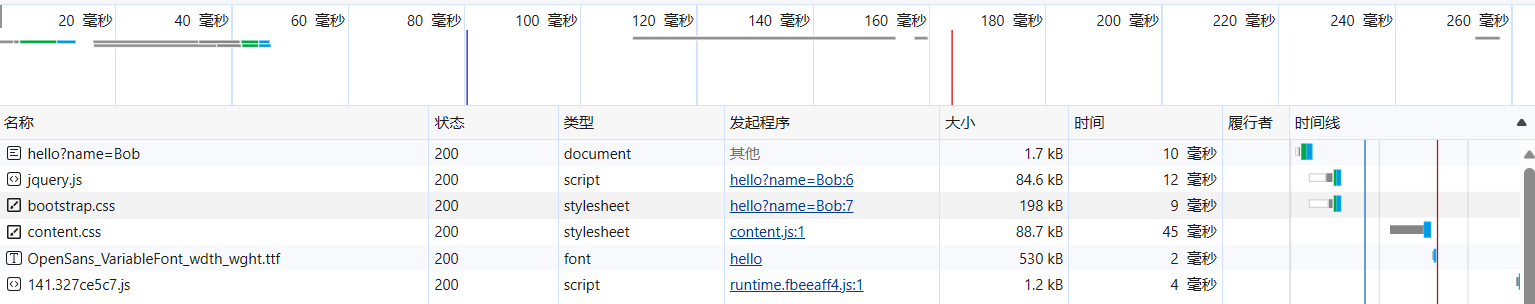 20 毫秒 40 毫秒 60 毫秒 80 毫秒 100 毫秒 120 毫秒 140 毫秒 160 毫秒 180 毫秒 200 毫秒 220 毫秒 240 毫秒 260 毫秒
名称 状态 类型 发起程序 大小 时间 履行者 时间线
hello?name=Bob 200 document 其他 1.7 kB 10 毫秒
jquery.js 200 script hello?name=Bob:6 84.6 kB 12 毫秒
bootstrap.css 200 stylesheet hello?name=Bob:7 198 kB 9 毫秒
content.css 200 stylesheet content.js:1 88.7 kB 45 毫秒
OpenSans_VariableFont_wdth_wght.ttf 200 font hello 530 kB 2 毫秒
141.327ce5c7.js 200 script runtime.fbeeaff4.js:1 1.2 kB 4 毫秒